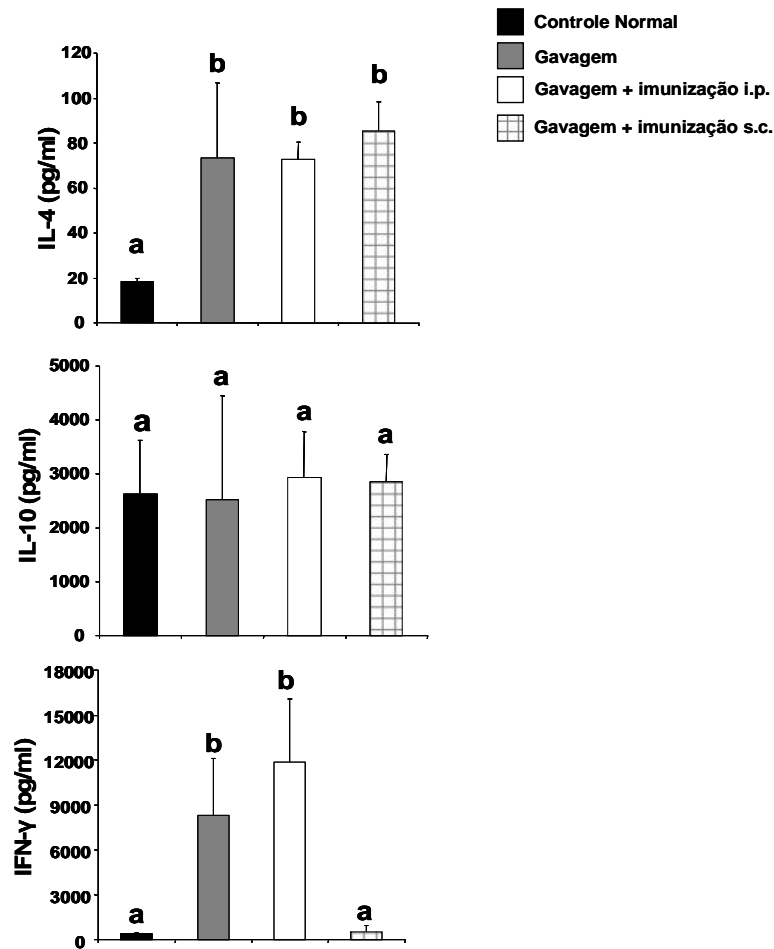 Controle Normal
Gavagem
Gavagem + imunização i.p.
Gavagem + imunização s.c.
IL-4 (pg/ml)
120
100
80
60
40
20
0
a
b
b
b
IL-10 (pg/ml)
5000
4000
3000
2000
1000
0
a
a
a
a
IFN-γ (pg/ml)
18000
15000
12000
9000
6000
3000
0
a
b
b
a